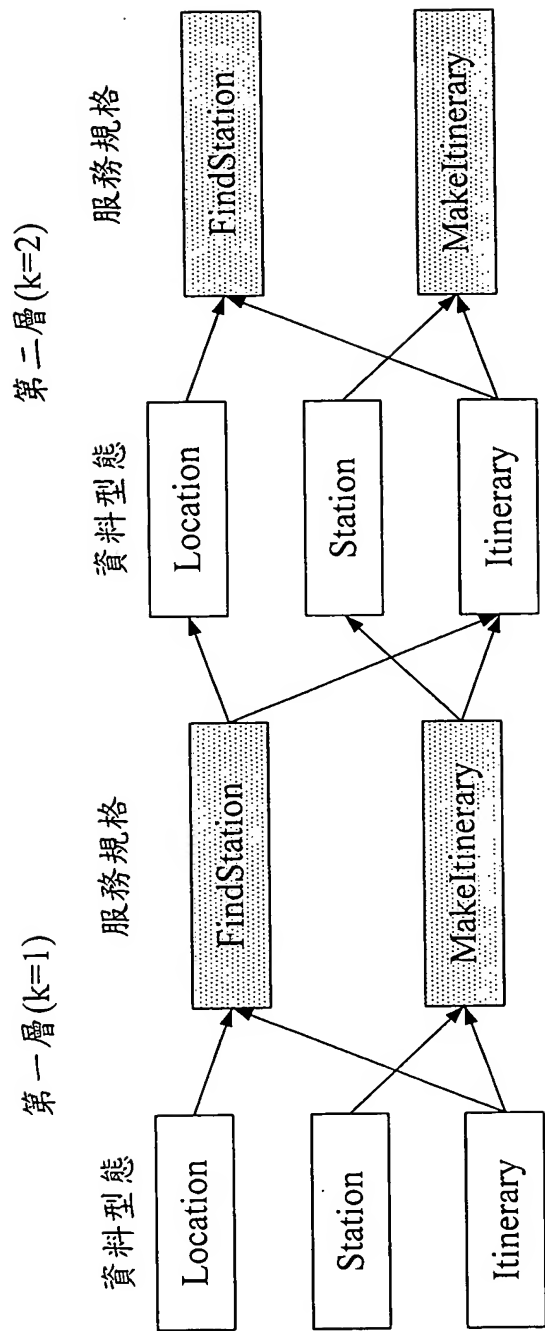 第一層(k=1)
第二層(k=2)
資料型態
服務規格
資料型態
服務規格
Location
FindStation
Location
FindStation
Station
Station
Itinerary
MakeItinerary
Itinerary
MakeItinerary